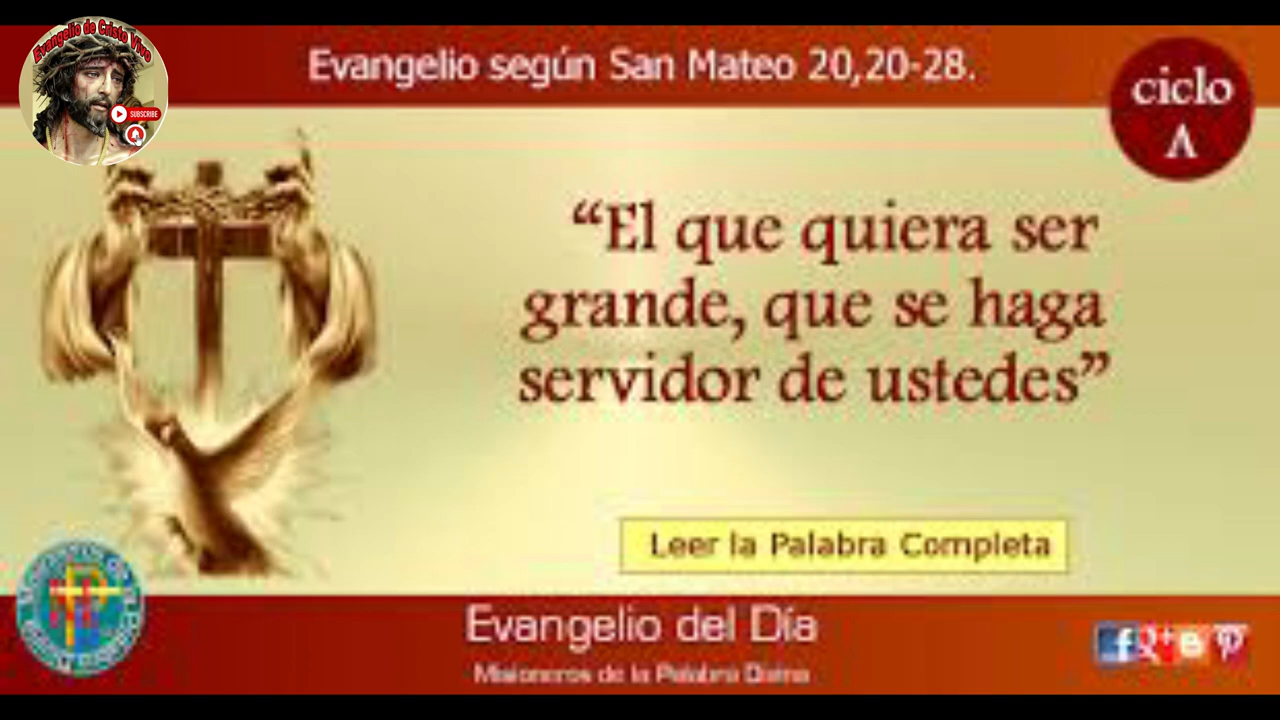 Evangelio de Cristo Vivo
SUBSCRIBE
Evangelio según San Mateo 20,20-28.
ciclo
A
“El que quiera ser
grande, que se haga
servidor de ustedes”
Leer la Palabra Completa
Evangelio del Día
Misioneros de la Palabra Divina